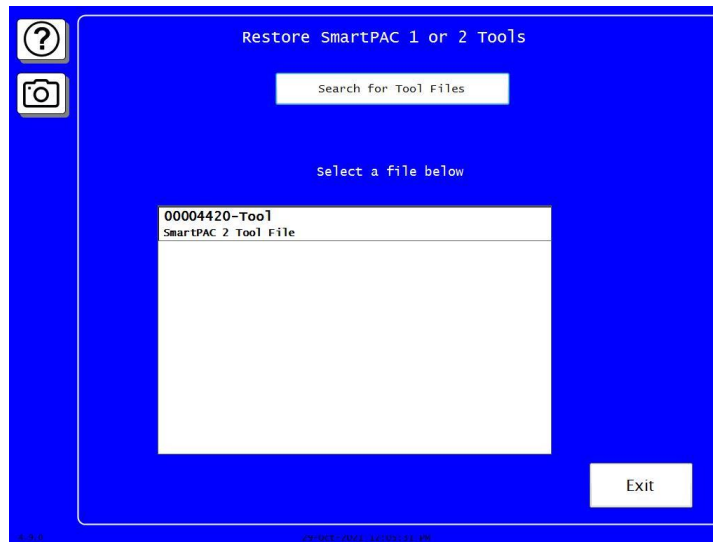 Restore SmartPAC 1 or 2 Tools
Search for Tool Files
Select a file below
00004420-Tool
SmartPAC 2 Tool File
Exit